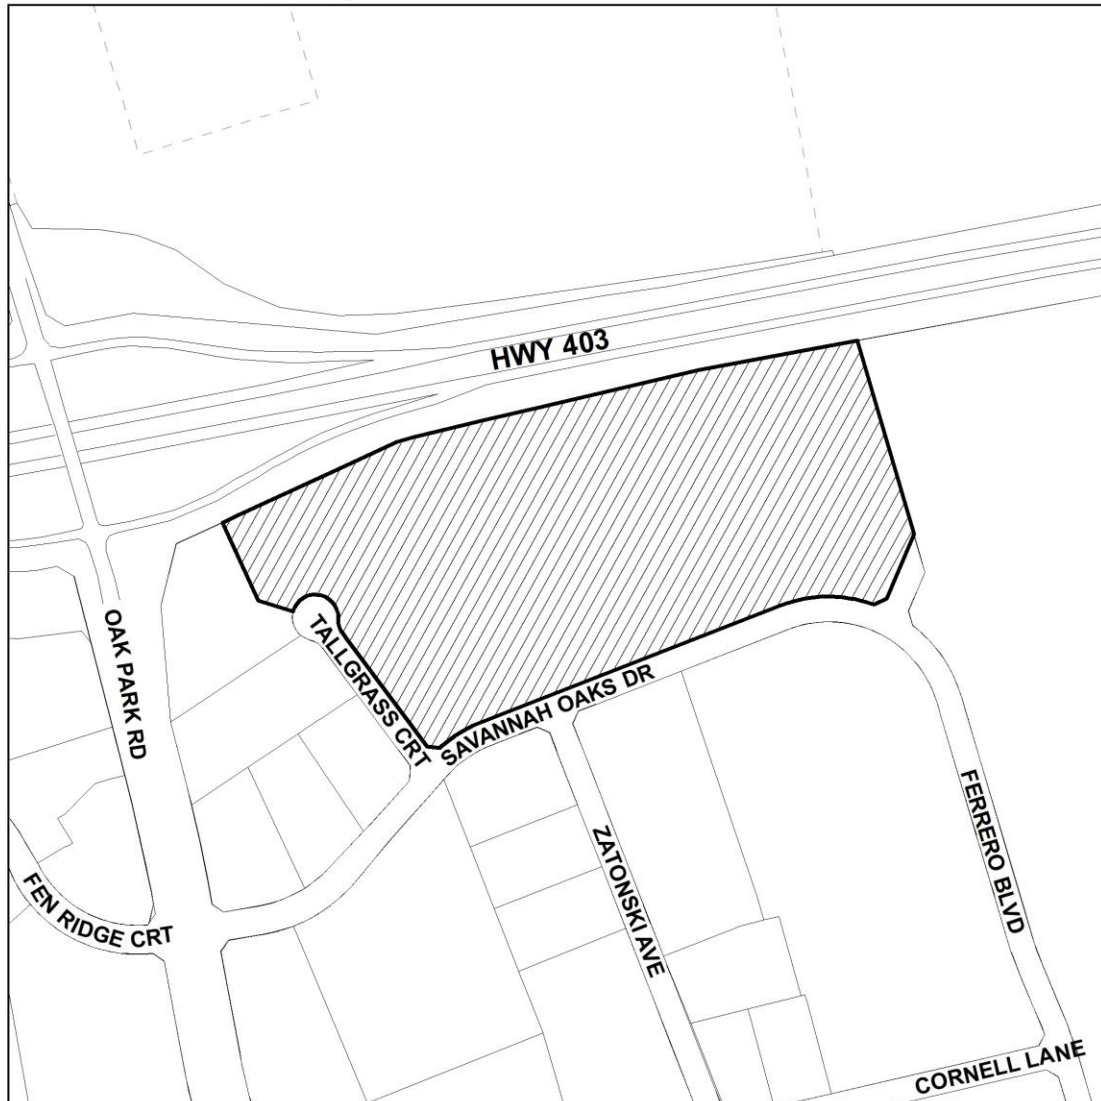 HWY 403
OAK PARK RD
TALLGRASS CRT
SAVANNAH OAKS DR
FERRERO BLVD
ZATONSKI AVE
FEN RIDGE CRT
CORNELL LANE